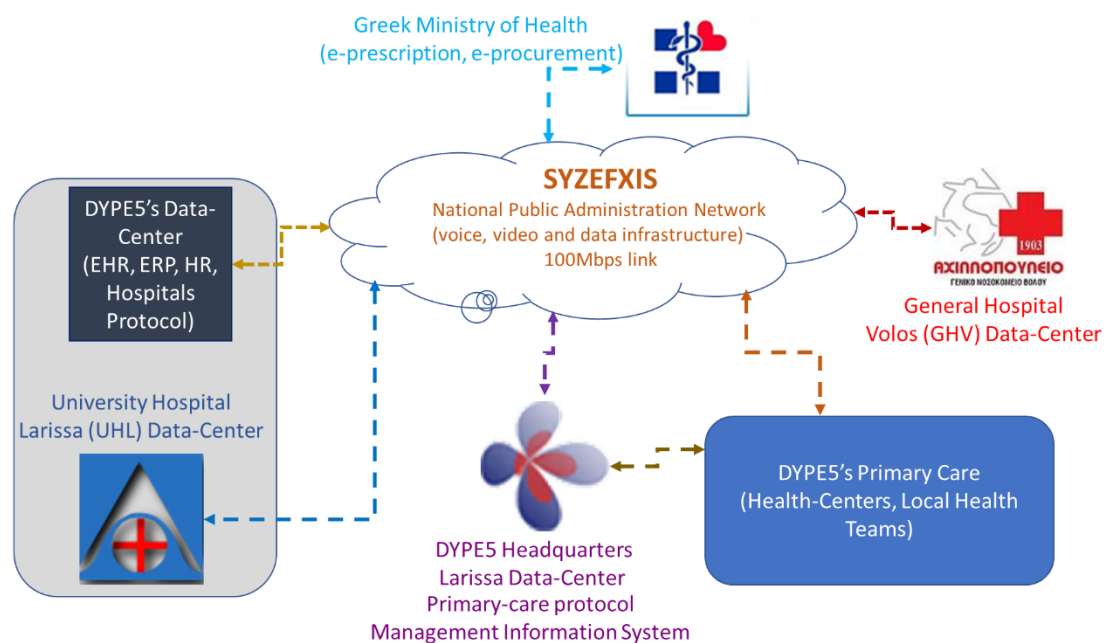 Greek Ministry of Health
(e-prescription, e-procurement)
SYZEFXIS
National Public Administration Network
(voice, video and data infrastructure)
100Mbps link
DYPE5's Data-
Center
(EHR, ERP, HR,
Hospitals
Protocol)
University Hospital
Larissa (UHL) Data-Center
1903
ΑΧΙΛΛΟΠΟΥΛΕΙΟ
ΓΕΝΙΚΟ ΝΟΣΟΚΟΜΕΙΟ ΒΟΛΟΥ
General Hospital
Volos (GHV) Data-Center
DYPE5 Headquarters
Larissa Data-Center
Primary-care protocol
Management Information System
DYPE5's Primary Care
(Health-Centers, Local Health
Teams)